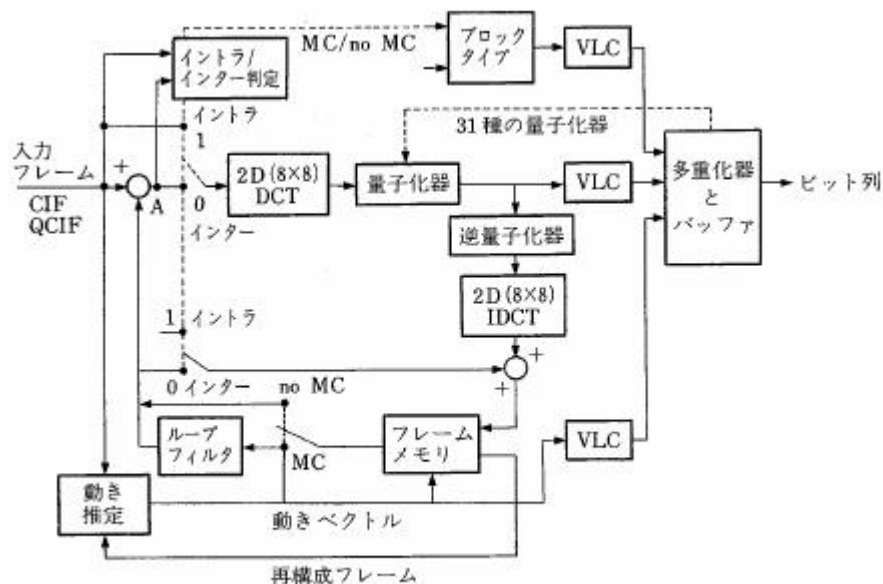 イントラ/
インター判定
MC/no MC
ブロック
タイプ
VLC
イントラ
1
31種の量子化器
入力
フレーム
+
CIF
QCIF
A
0
インター
2D(8×8)
DCT
量子化器
VLC
多重化器
と
バッファ
ビット列
逆量子化器
2D(8×8)
IDCT
1 イントラ
+
+
0 インター
no MC
ループ
フィルタ
MC
フレーム
メモリ
VLC
動き
推定
動きベクトル
再構成フレーム